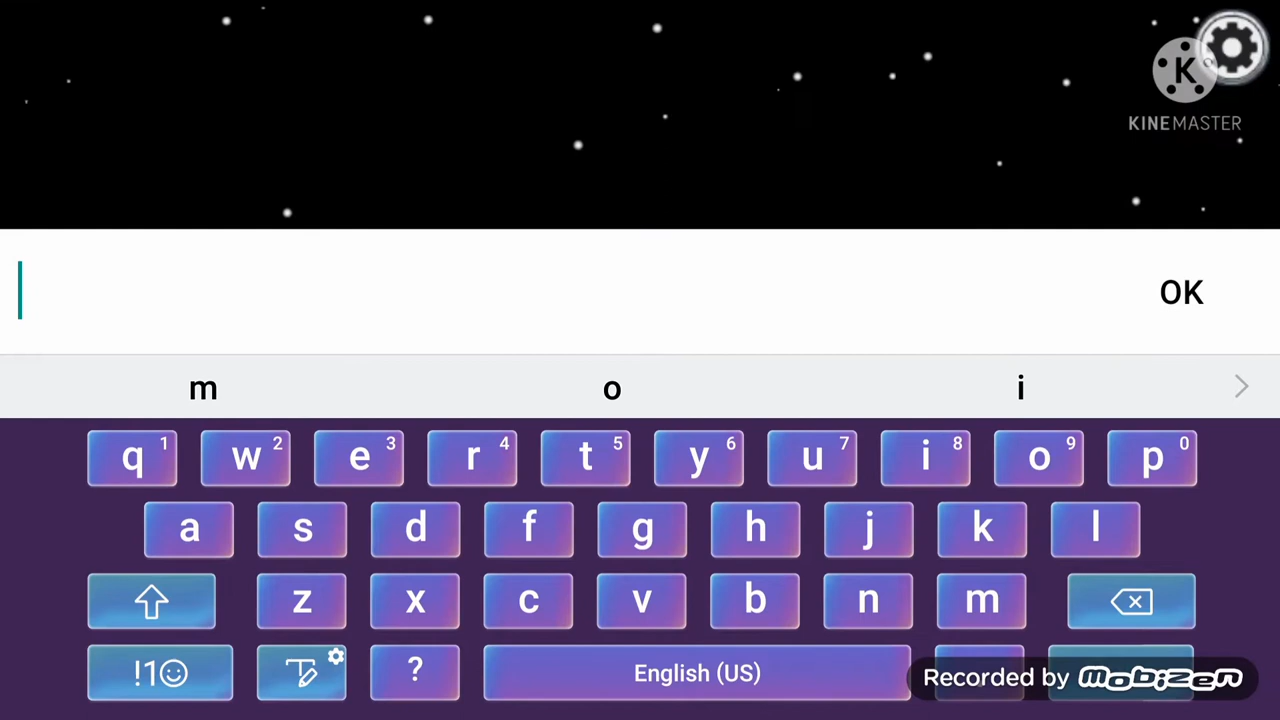 KINEMASTER
OK
m o i
q 1 w 2 e 3 r 4 t 5 y 6 u 7 i 8 o 9 p 0
a s d f g h j k l
z x c v b n m
!1☺ T ? English (US) Recorded by mobizen